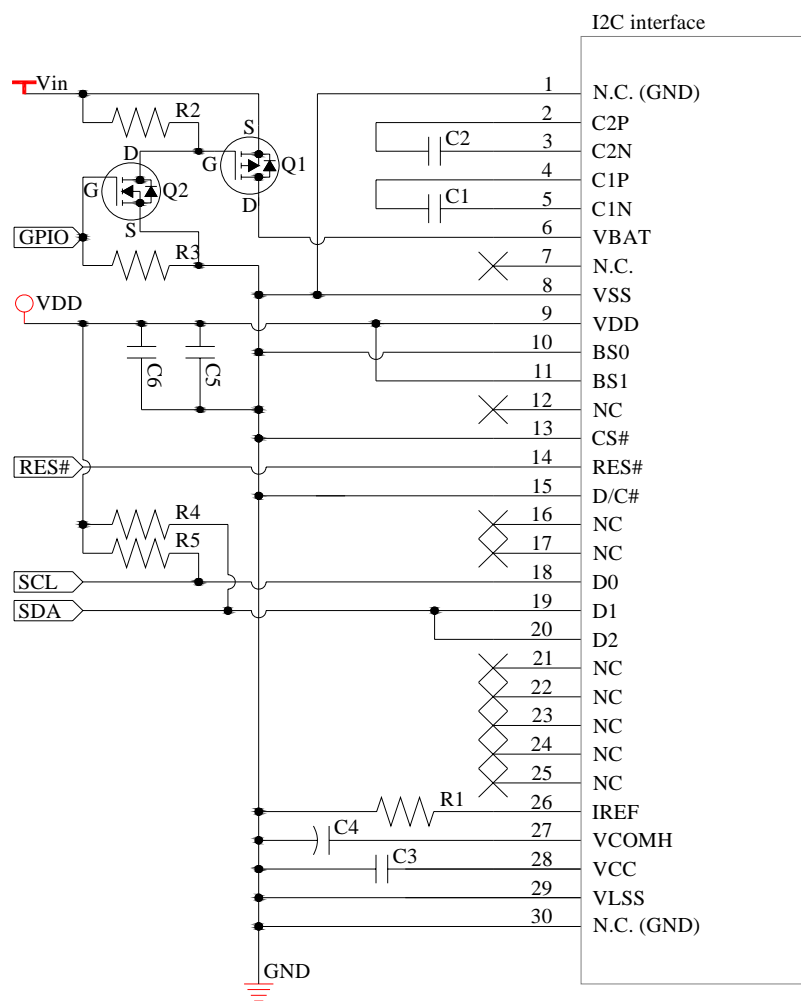 I2C interface
Vin
R2
S
G
Q1
D
D
G
Q2
S
GPIO
R3
VDD
C6
C5
RES#
R4
R5
SCL
SDA
C2
C1
1 N.C. (GND)
2 C2P
3 C2N
4 C1P
5 C1N
6 VBAT
7 N.C.
8 VSS
9 VDD
10 BS0
11 BS1
12 NC
13 CS#
14 RES#
15 D/C#
16 NC
17 NC
18 D0
19 D1
20 D2
21 NC
22 NC
23 NC
24 NC
25 NC
R1
26 IREF
C4
27 VCOMH
C3
28 VCC
29 VLSS
30 N.C. (GND)
GND